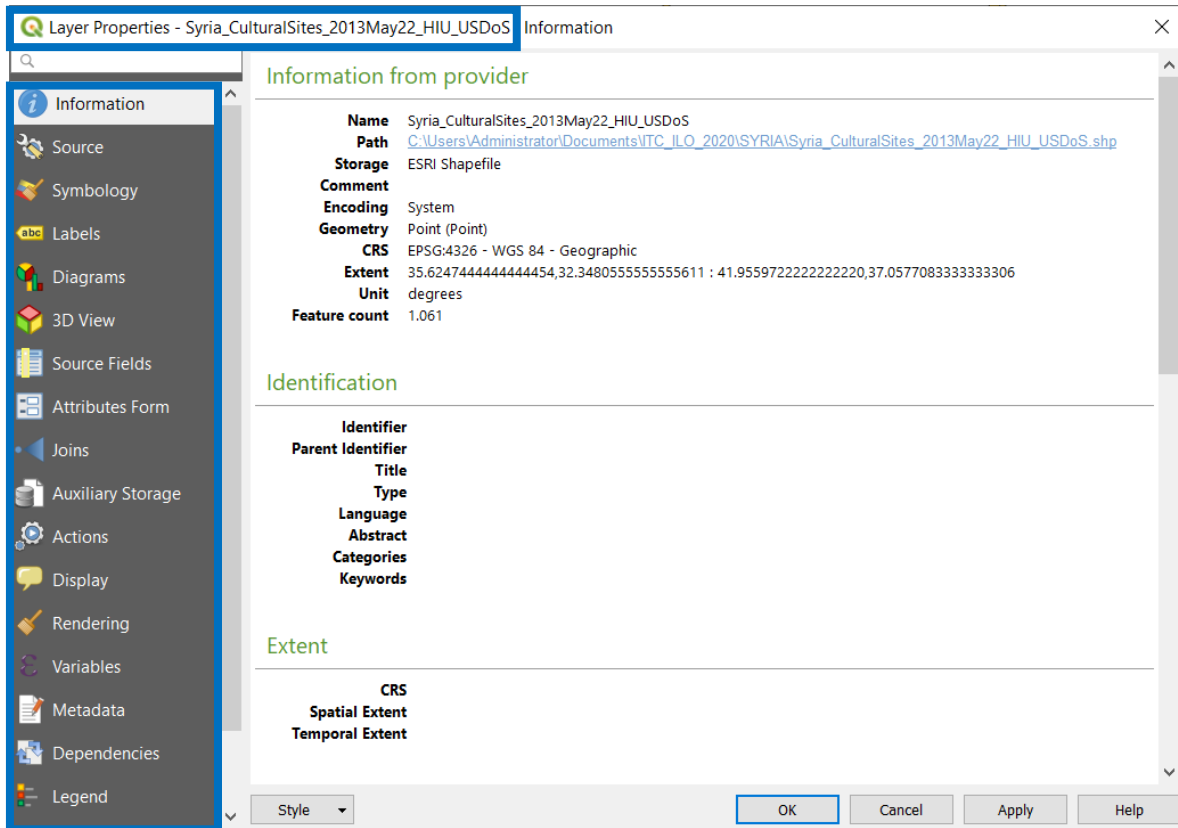 Layer Properties - Syria_CulturalSites_2013May22_HIU_USDoS | Information
Information
Source
Symbology
abc Labels
Diagrams
3D View
Source Fields
Attributes Form
Joins
Auxiliary Storage
Actions
Display
Rendering
Variables
Metadata
Dependencies
Legend
Information from provider
Name Syria_CulturalSites_2013May22_HIU_USDoS
Path C:\Users\Administrator\Documents\ITC_ILO_2020\SYRIA\Syria_CulturalSites_2013May22_HIU_USDoS.shp
Storage ESRI Shapefile
Comment
Encoding System
Geometry Point (Point)
CRS EPSG:4326 - WGS 84 - Geographic
Extent 35.6247444444444454,32.3480555555555611 : 41.9559722222222220,37.0577083333333306
Unit degrees
Feature count 1.061
Identification
Identifier
Parent Identifier
Title
Type
Language
Abstract
Categories
Keywords
Extent
CRS
Spatial Extent
Temporal Extent
Style OK Cancel Apply Help